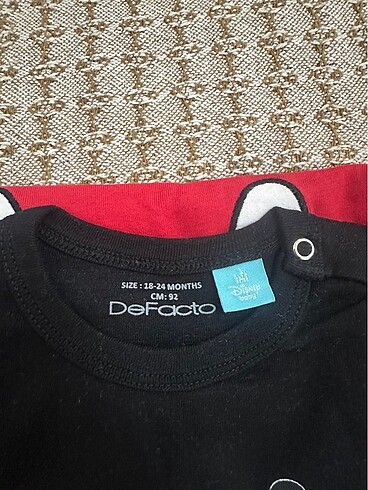 SIZE : 18-24 MONTHS
CM: 92
DeFacto
Disney
baby